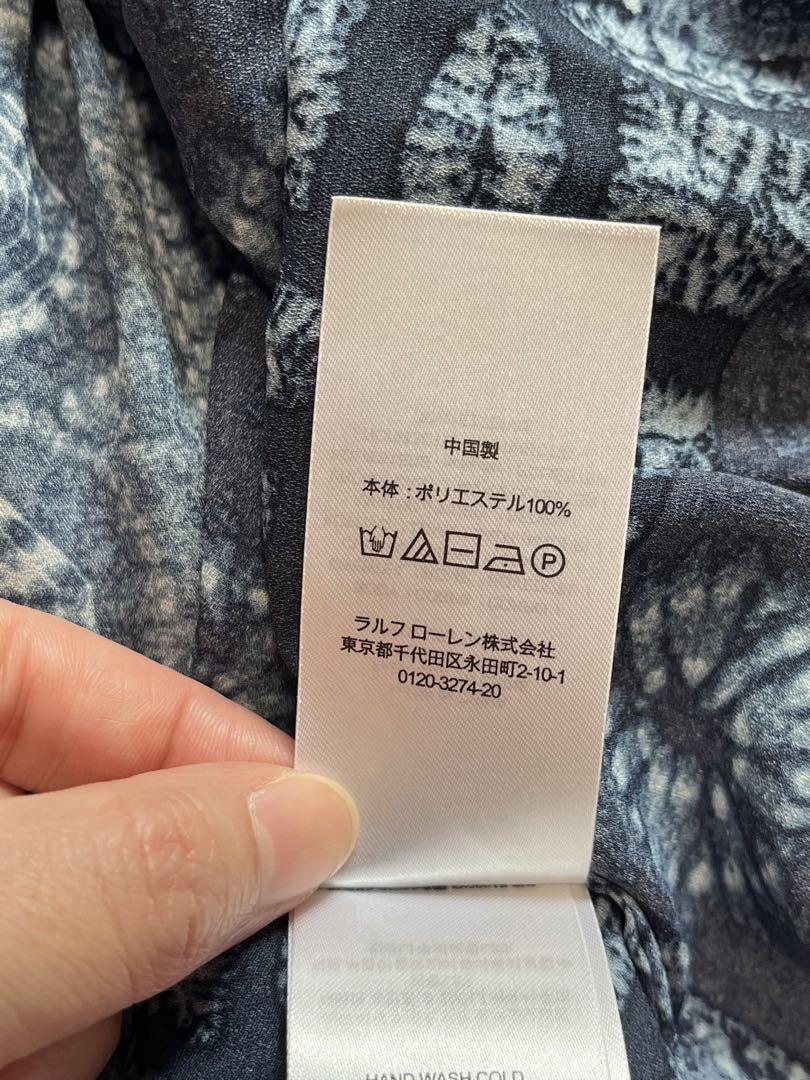 中国製
本体:ポリエステル100%
P
ラルフ ローレン株式会社
東京都千代田区永田町2-10-1
0120-3274-20
HAND WASH COLD